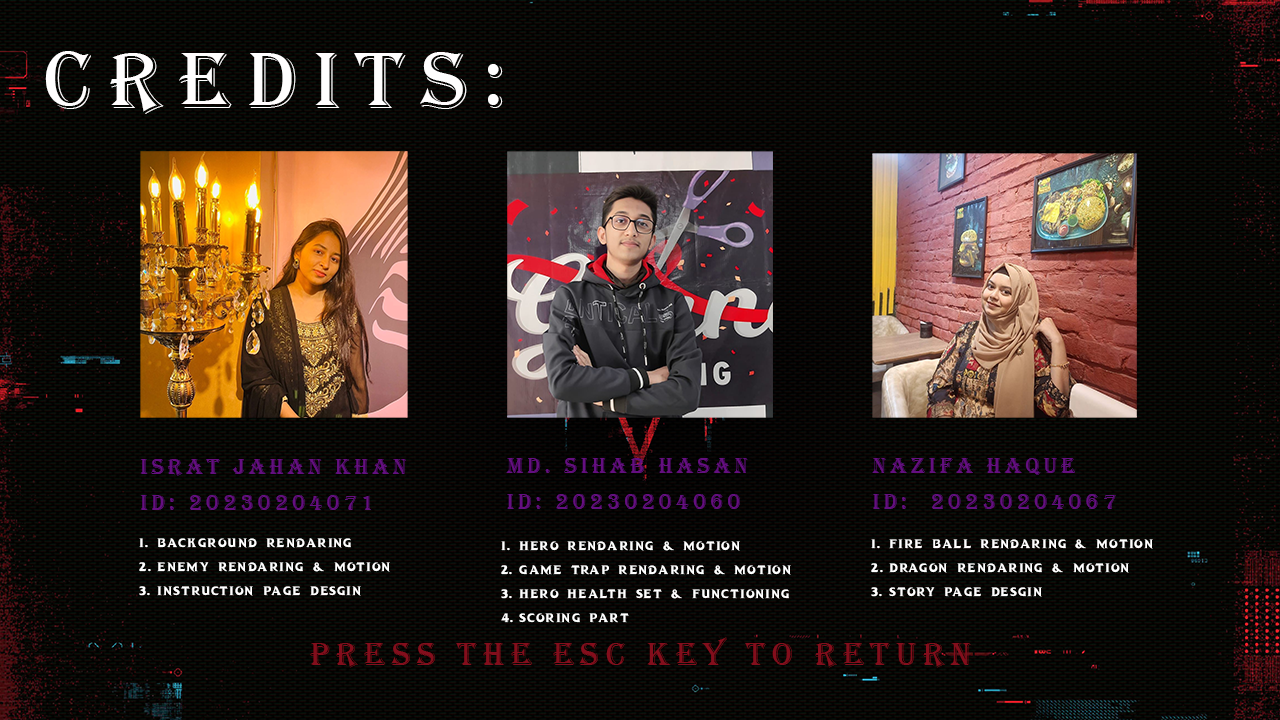 CREDITS:
ANTISOCIAL
NG
ISRAT JAHAN KHAN
ID: 20230204071
1. BACKGROUND RENDARING
2. ENEMY RENDARING & MOTION
3. INSTRUCTION PAGE DESGIN
MD. SIHAB HASAN
ID: 20230204060
1. HERO RENDARING & MOTION
2. GAME TRAP RENDARING & MOTION
3. HERO HEALTH SET & FUNCTIONING
4. SCORING PART
NAZIFA HAQUE
ID: 20230204067
1. FIRE BALL RENDARING & MOTION
2. DRAGON RENDARING & MOTION
3. STORY PAGE DESGIN
PRESS THE ESC KEY TO RETURN